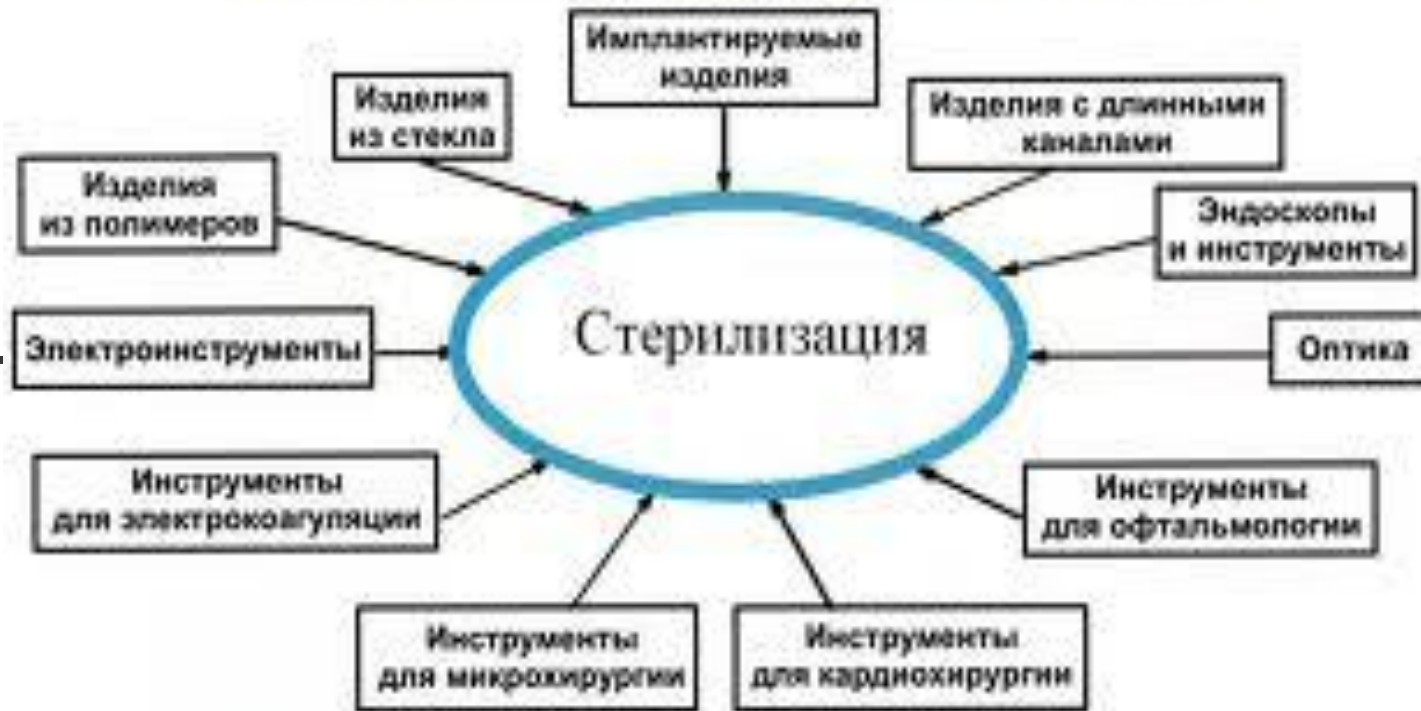 Имплантируемые
изделия
Изделия
из стекла
Изделия с длинными
каналами
Изделия
из полимеров
Эндоскопы
и инструменты
Стерилизация
Электроинструменты
Оптика
Инструменты
для электрокоагуляции
Инструменты
для офтальмологии
Инструменты
для микрохирургии
Инструменты
для кардиохирургии